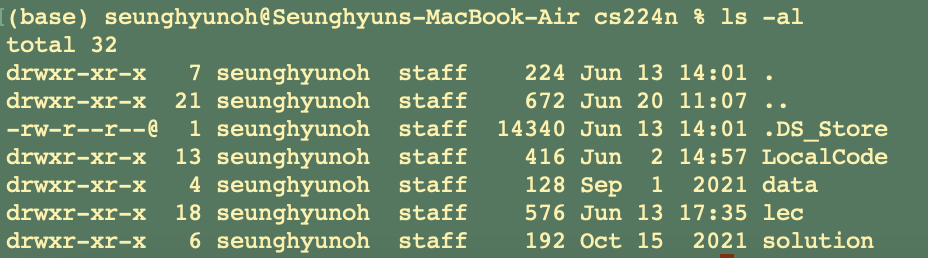 (base) seunghyunoh@Seunghyuns-MacBook-Air cs224n % ls -al
total 32
drwxr-xr-x   7 seunghyunoh  staff    224 Jun 13 14:01 .
drwxr-xr-x  21 seunghyunoh  staff    672 Jun 20 11:07 ..
-rw-r--r--@  1 seunghyunoh  staff  14340 Jun 13 14:01 .DS_Store
drwxr-xr-x  13 seunghyunoh  staff    416 Jun  2 14:57 LocalCode
drwxr-xr-x   4 seunghyunoh  staff    128 Sep  1  2021 data
drwxr-xr-x  18 seunghyunoh  staff    576 Jun 13 17:35 lec
drwxr-xr-x   6 seunghyunoh  staff    192 Oct 15  2021 solution